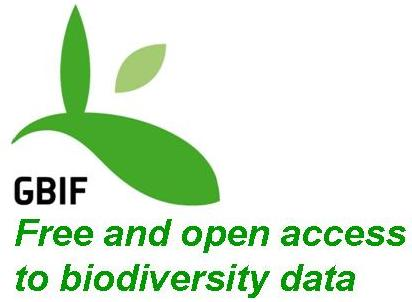 GBIF
Free and open access
to biodiversity data